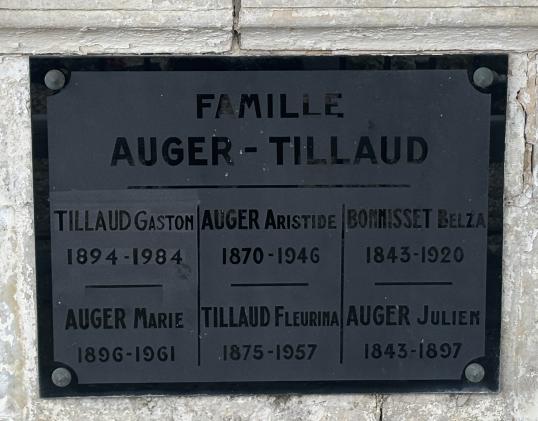 FAMILLE
AUGER-TILLAUD
TILLAUD GASTON AUGER ARISTIDE BONNISSET BELZA
1894-1984 1870-1946 1843-1920
AUGER MARIE TILLAUD FLEURINA AUGER JULIEN
1896-1961 1875-1957 1843-1897